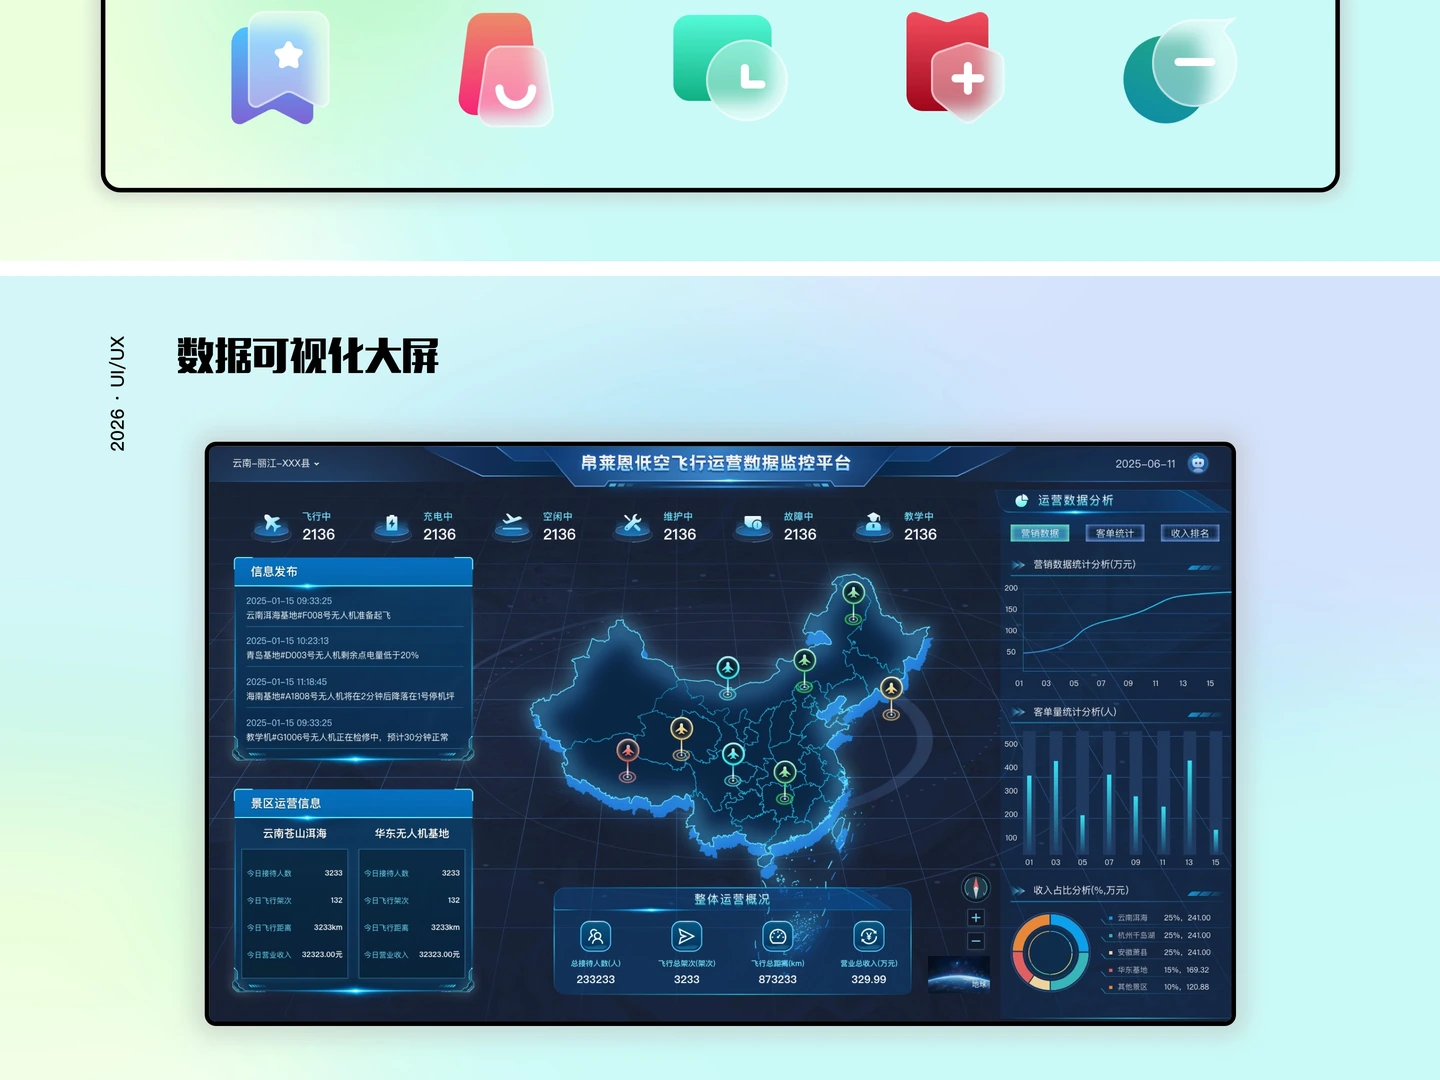 2026 · UI/UX
数据可视化大屏
云南-丽江-XXX县
帛莱恩低空飞行运营数据监控平台
2025-06-11
飞行中
2136
充电中
2136
空闲中
2136
维护中
2136
故障中
2136
教学中
2136
信息发布
2025-01-15 09:33:25
云南洱海基地#F008号无人机准备起飞
2025-01-15 10:23:13
青岛基地#D003号无人机剩余点电量低于20%
2025-01-15 11:18:45
海南基地#A1808号无人机将在2分钟后降落在1号停机坪
2025-01-15 09:33:25
教学机#G1006号无人机正在检修中，预计30分钟正常
景区运营信息
云南苍山洱海
今日接待人数 3233
今日飞行架次 132
今日飞行距离 3233km
今日营业收入 32323.00元
华东无人机基地
今日接待人数 3233
今日飞行架次 132
今日飞行距离 3233km
今日营业收入 32323.00元
整体运营概况
总接待人数(人)
233233
飞行总架次(架次)
3233
飞行总距离(km)
873233
营业总收入(万元)
329.99
地球
运营数据分析
营销数据 客单统计 收入排名
营销数据统计分析(万元)
200
150
100
50
01 03 05 07 09 11 13 15
客单量统计分析(人)
500
400
300
200
100
01 03 05 07 09 11 13 15
收入占比分析(%,万元)
云南洱海 25%, 241.00
杭州千岛湖 25%, 241.00
安徽萧县 25%, 241.00
华东基地 15%, 169.32
其他景区 10%, 120.88